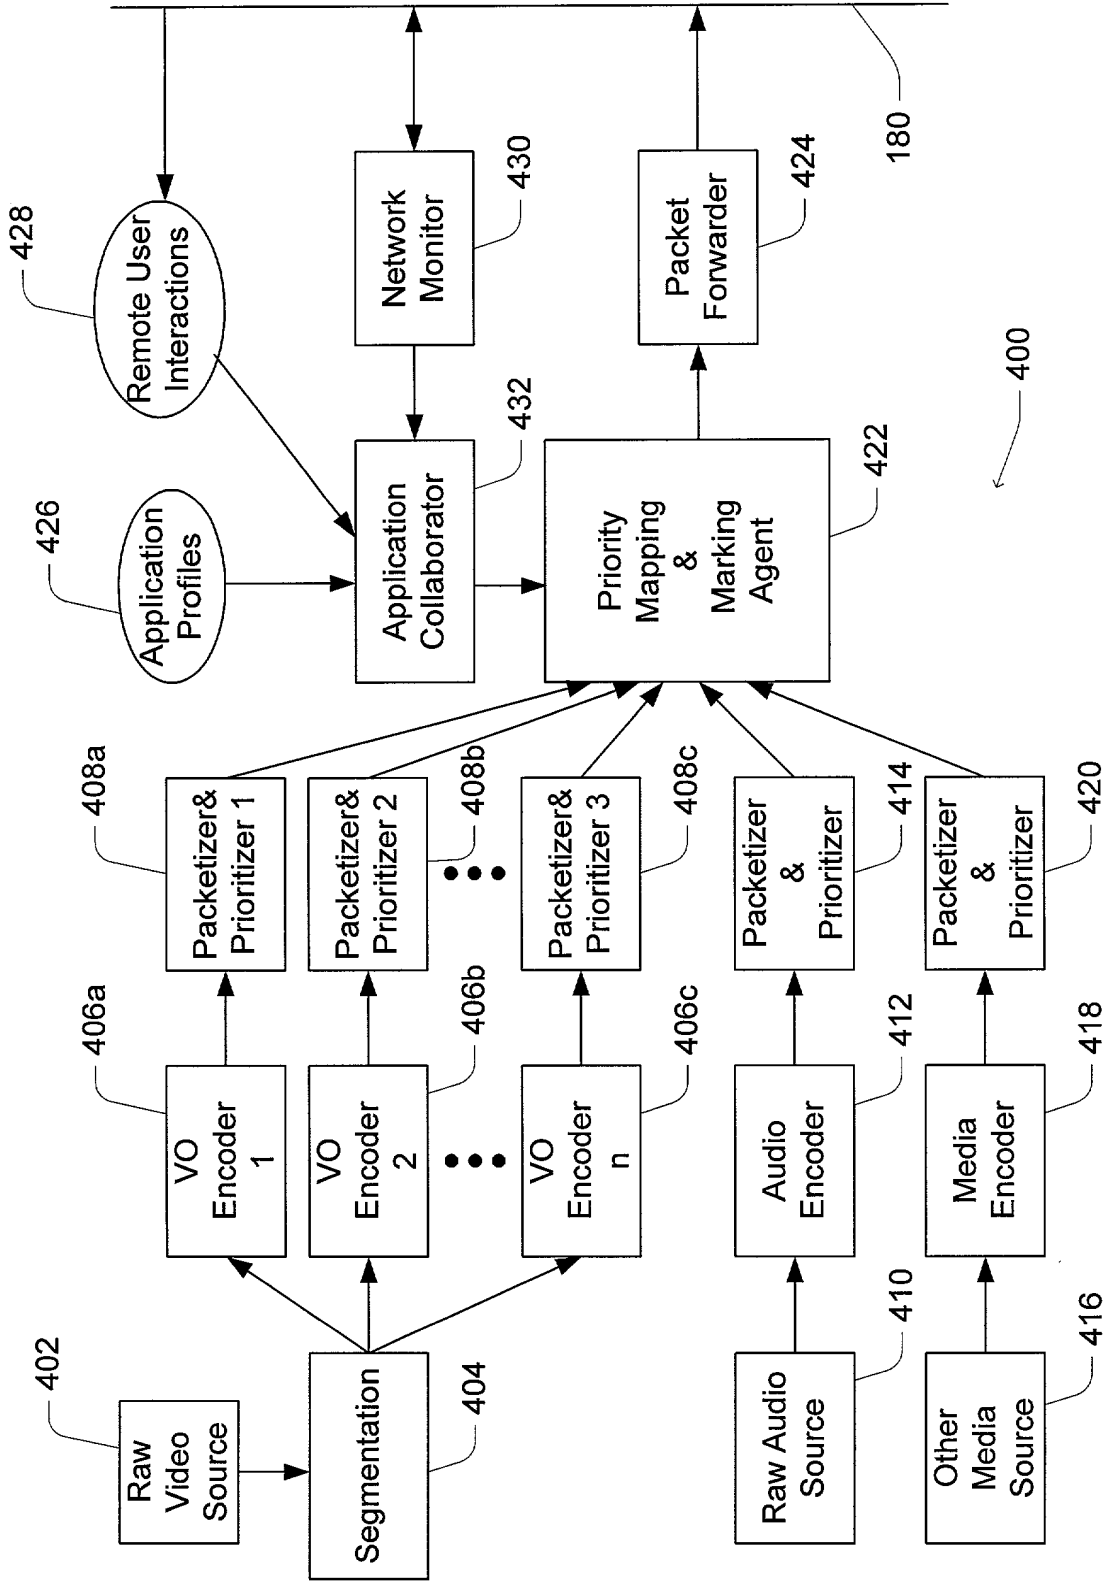 402
Raw
Video
Source
Segmentation
404
406a
VO
Encoder
1
VO
Encoder
2
406b
VO
Encoder
n
406c
408a
Packetizer&
Prioritizer 1
Packetizer&
Prioritizer 2
408b
Packetizer&
Prioritizer 3
408c
Raw Audio
Source
410
Audio
Encoder
412
Packetizer
&
Prioritizer
414
Other
Media
Source
416
Media
Encoder
418
Packetizer
&
Prioritizer
420
426
Application
Profiles
428
Remote User
Interactions
Application
Collaborator
432
Network
Monitor
430
Priority
Mapping
&
Marking
Agent
422
Packet
Forwarder
424
180
400